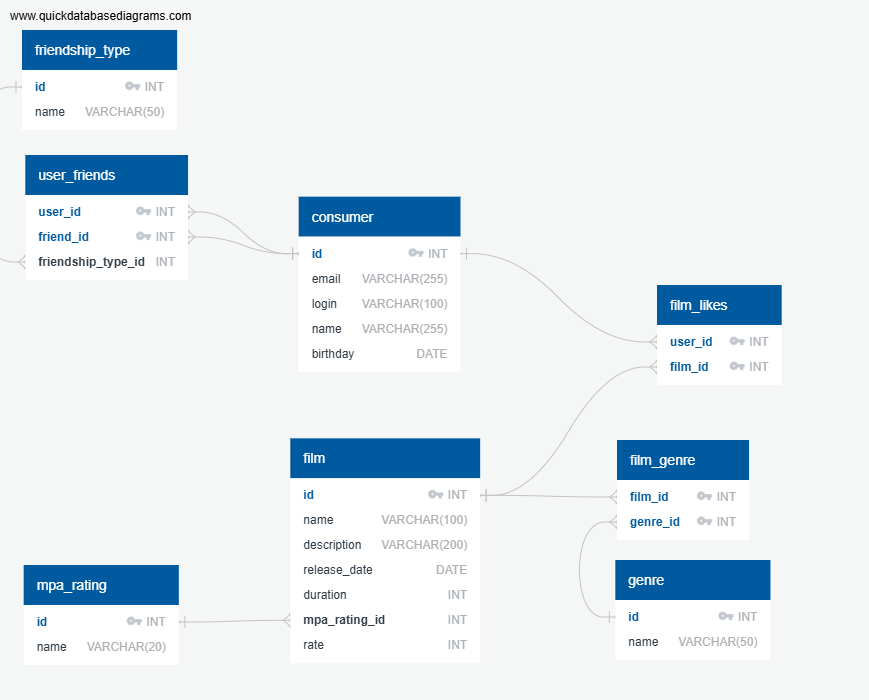 www.quickdatabasediagrams.com
friendship_type
id INT
name VARCHAR(50)
user_friends
user_id INT
friend_id INT
friendship_type_id INT
consumer
id INT
email VARCHAR(255)
login VARCHAR(100)
name VARCHAR(255)
birthday DATE
film_likes
user_id INT
film_id INT
film
id INT
name VARCHAR(100)
description VARCHAR(200)
release_date DATE
duration INT
mpa_rating_id INT
rate INT
film_genre
film_id INT
genre_id INT
mpa_rating
id INT
name VARCHAR(20)
genre
id INT
name VARCHAR(50)